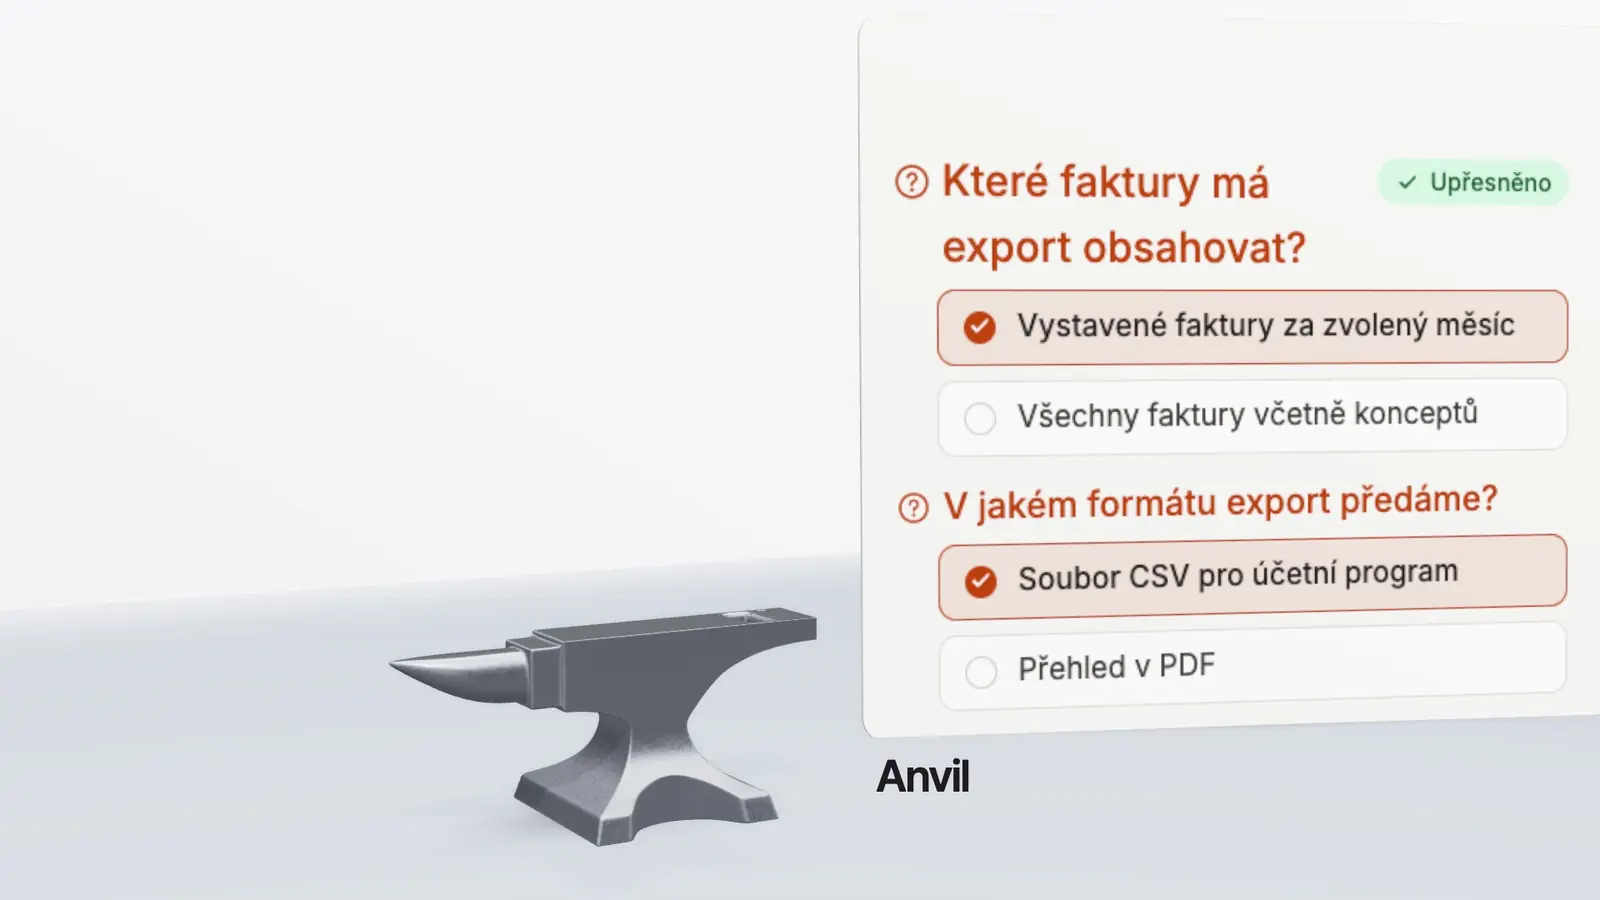 Které faktury má
export obsahovat?
Upřesněno
Vystavené faktury za zvolený měsíc
Všechny faktury včetně konceptů
V jakém formátu export předáme?
Soubor CSV pro účetní program
Přehled v PDF
Anvil